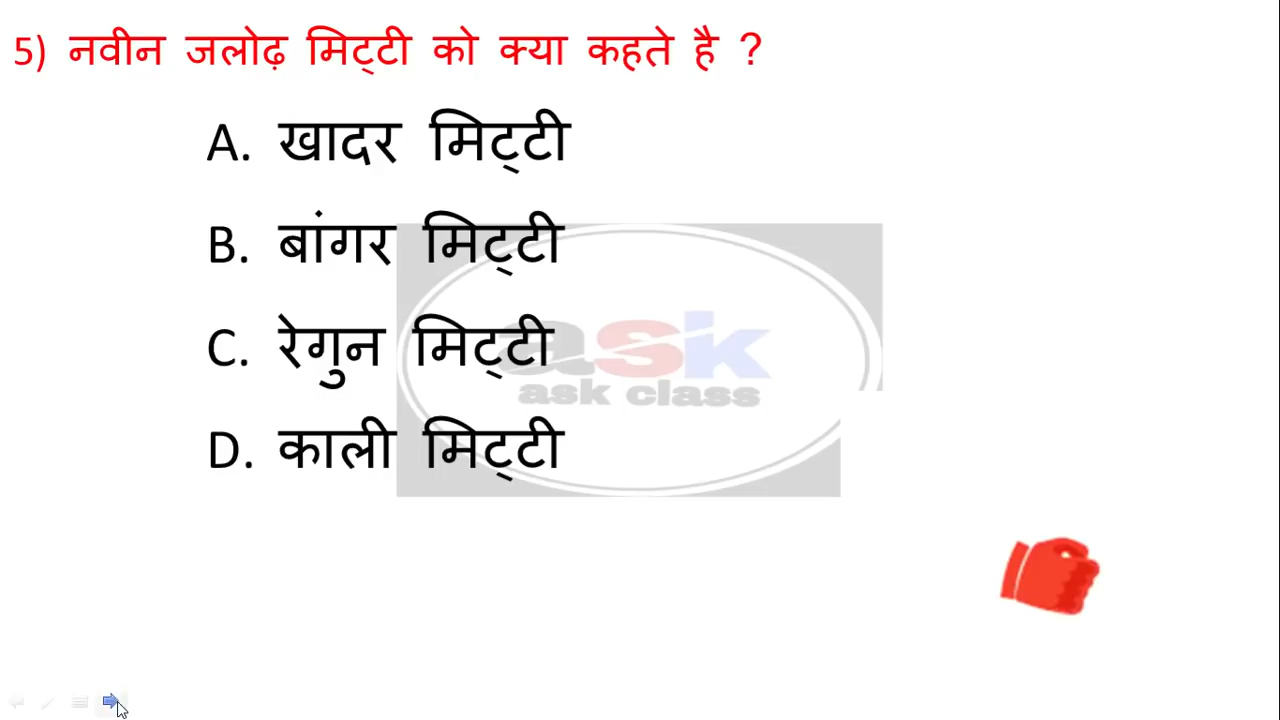 5) नवीन जलोढ़ मिट्टी को क्या कहते है ?
A. खादर मिट्टी
B. बांगर मिट्टी
C. रेगुन मिट्टी
D. काली मिट्टी
ask
ask class